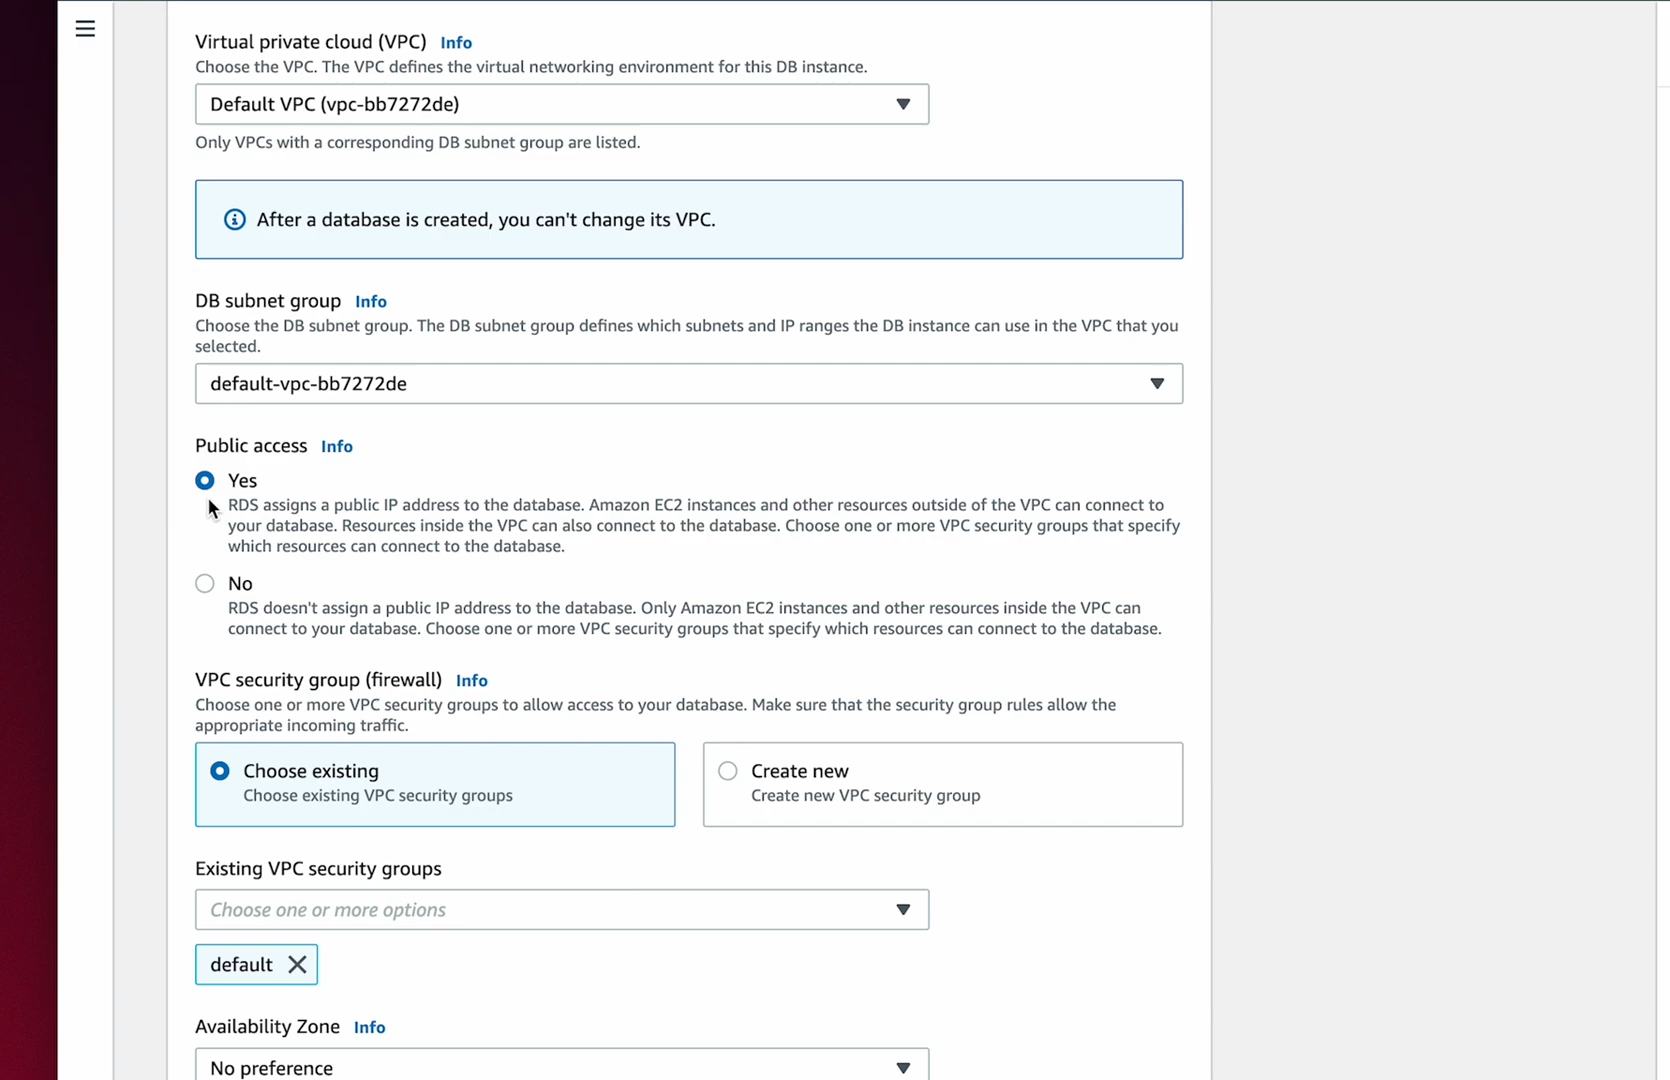 Virtual private cloud (VPC) Info
Choose the VPC. The VPC defines the virtual networking environment for this DB instance.
Default VPC (vpc-bb7272de)
Only VPCs with a corresponding DB subnet group are listed.
After a database is created, you can't change its VPC.
DB subnet group Info
Choose the DB subnet group. The DB subnet group defines which subnets and IP ranges the DB instance can use in the VPC that you
selected.
default-vpc-bb7272de
Public access Info
Yes
RDS assigns a public IP address to the database. Amazon EC2 instances and other resources outside of the VPC can connect to
your database. Resources inside the VPC can also connect to the database. Choose one or more VPC security groups that specify
which resources can connect to the database.
No
RDS doesn't assign a public IP address to the database. Only Amazon EC2 instances and other resources inside the VPC can
connect to your database. Choose one or more VPC security groups that specify which resources can connect to the database.
VPC security group (firewall) Info
Choose one or more VPC security groups to allow access to your database. Make sure that the security group rules allow the
appropriate incoming traffic.
Choose existing
Choose existing VPC security groups
Create new
Create new VPC security group
Existing VPC security groups
Choose one or more options
default
Availability Zone Info
No preference